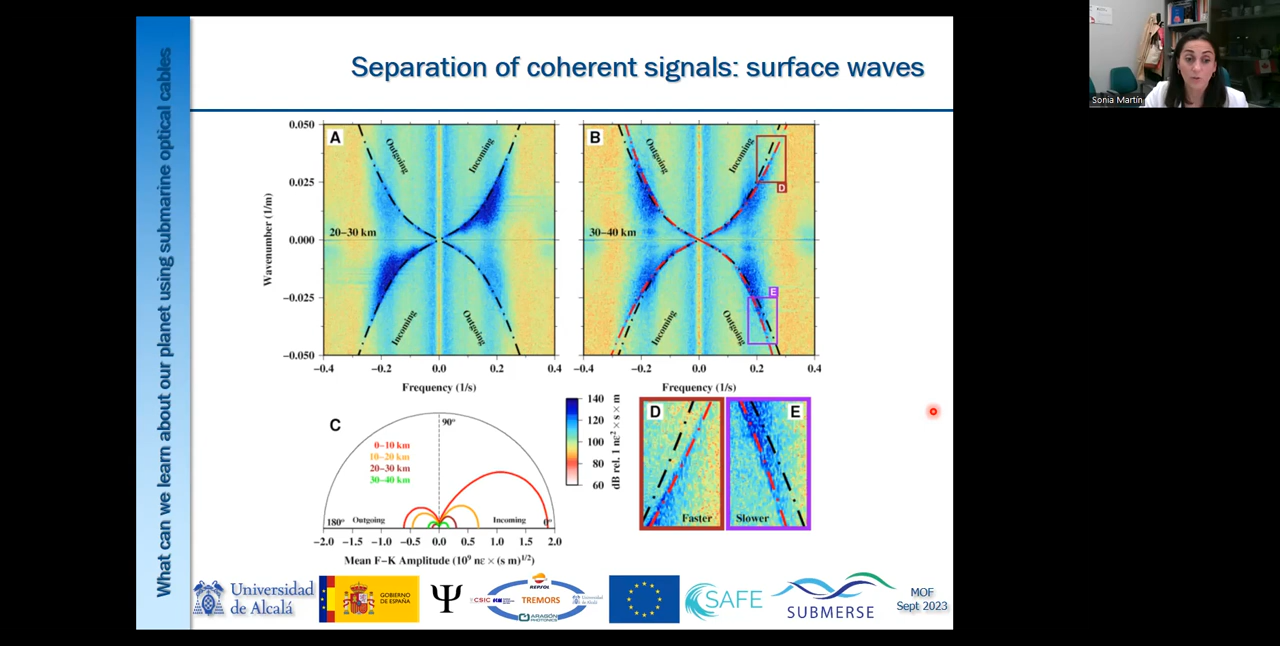 Separation of coherent signals: surface waves
What can we learn about our planet using submarine optical cables
Sonia Martín
0.050
0.025
0.000
-0.025
-0.050
Wavenumber (1/m)
A
Outgoing
Incoming
20–30 km
Incoming
Outgoing
-0.4 -0.2 0.0 0.2 0.4
Frequency (1/s)
B
Outgoing
Incoming
D
30–40 km
E
Incoming
Outgoing
-0.4 -0.2 0.0 0.2 0.4
Frequency (1/s)
C
90°
0–10 km
10–20 km
20–30 km
30–40 km
180° Outgoing Incoming 0°
-2.0 -1.5 -1.0 -0.5 0.0 0.5 1.0 1.5 2.0
Mean F–K Amplitude (10⁹ nε × (s m)^1/2)
140
120
100
80
60
dB rel. 1 nε² × s × m
D
Faster
E
Slower
Universidad
de Alcalá
GOBIERNO
DE ESPAÑA
Ψ
REPSOL
CSIC
TREMORS
ARAGÓN
PHOTONICS
SAFE
SUBMERSE
MOF
Sept 2023